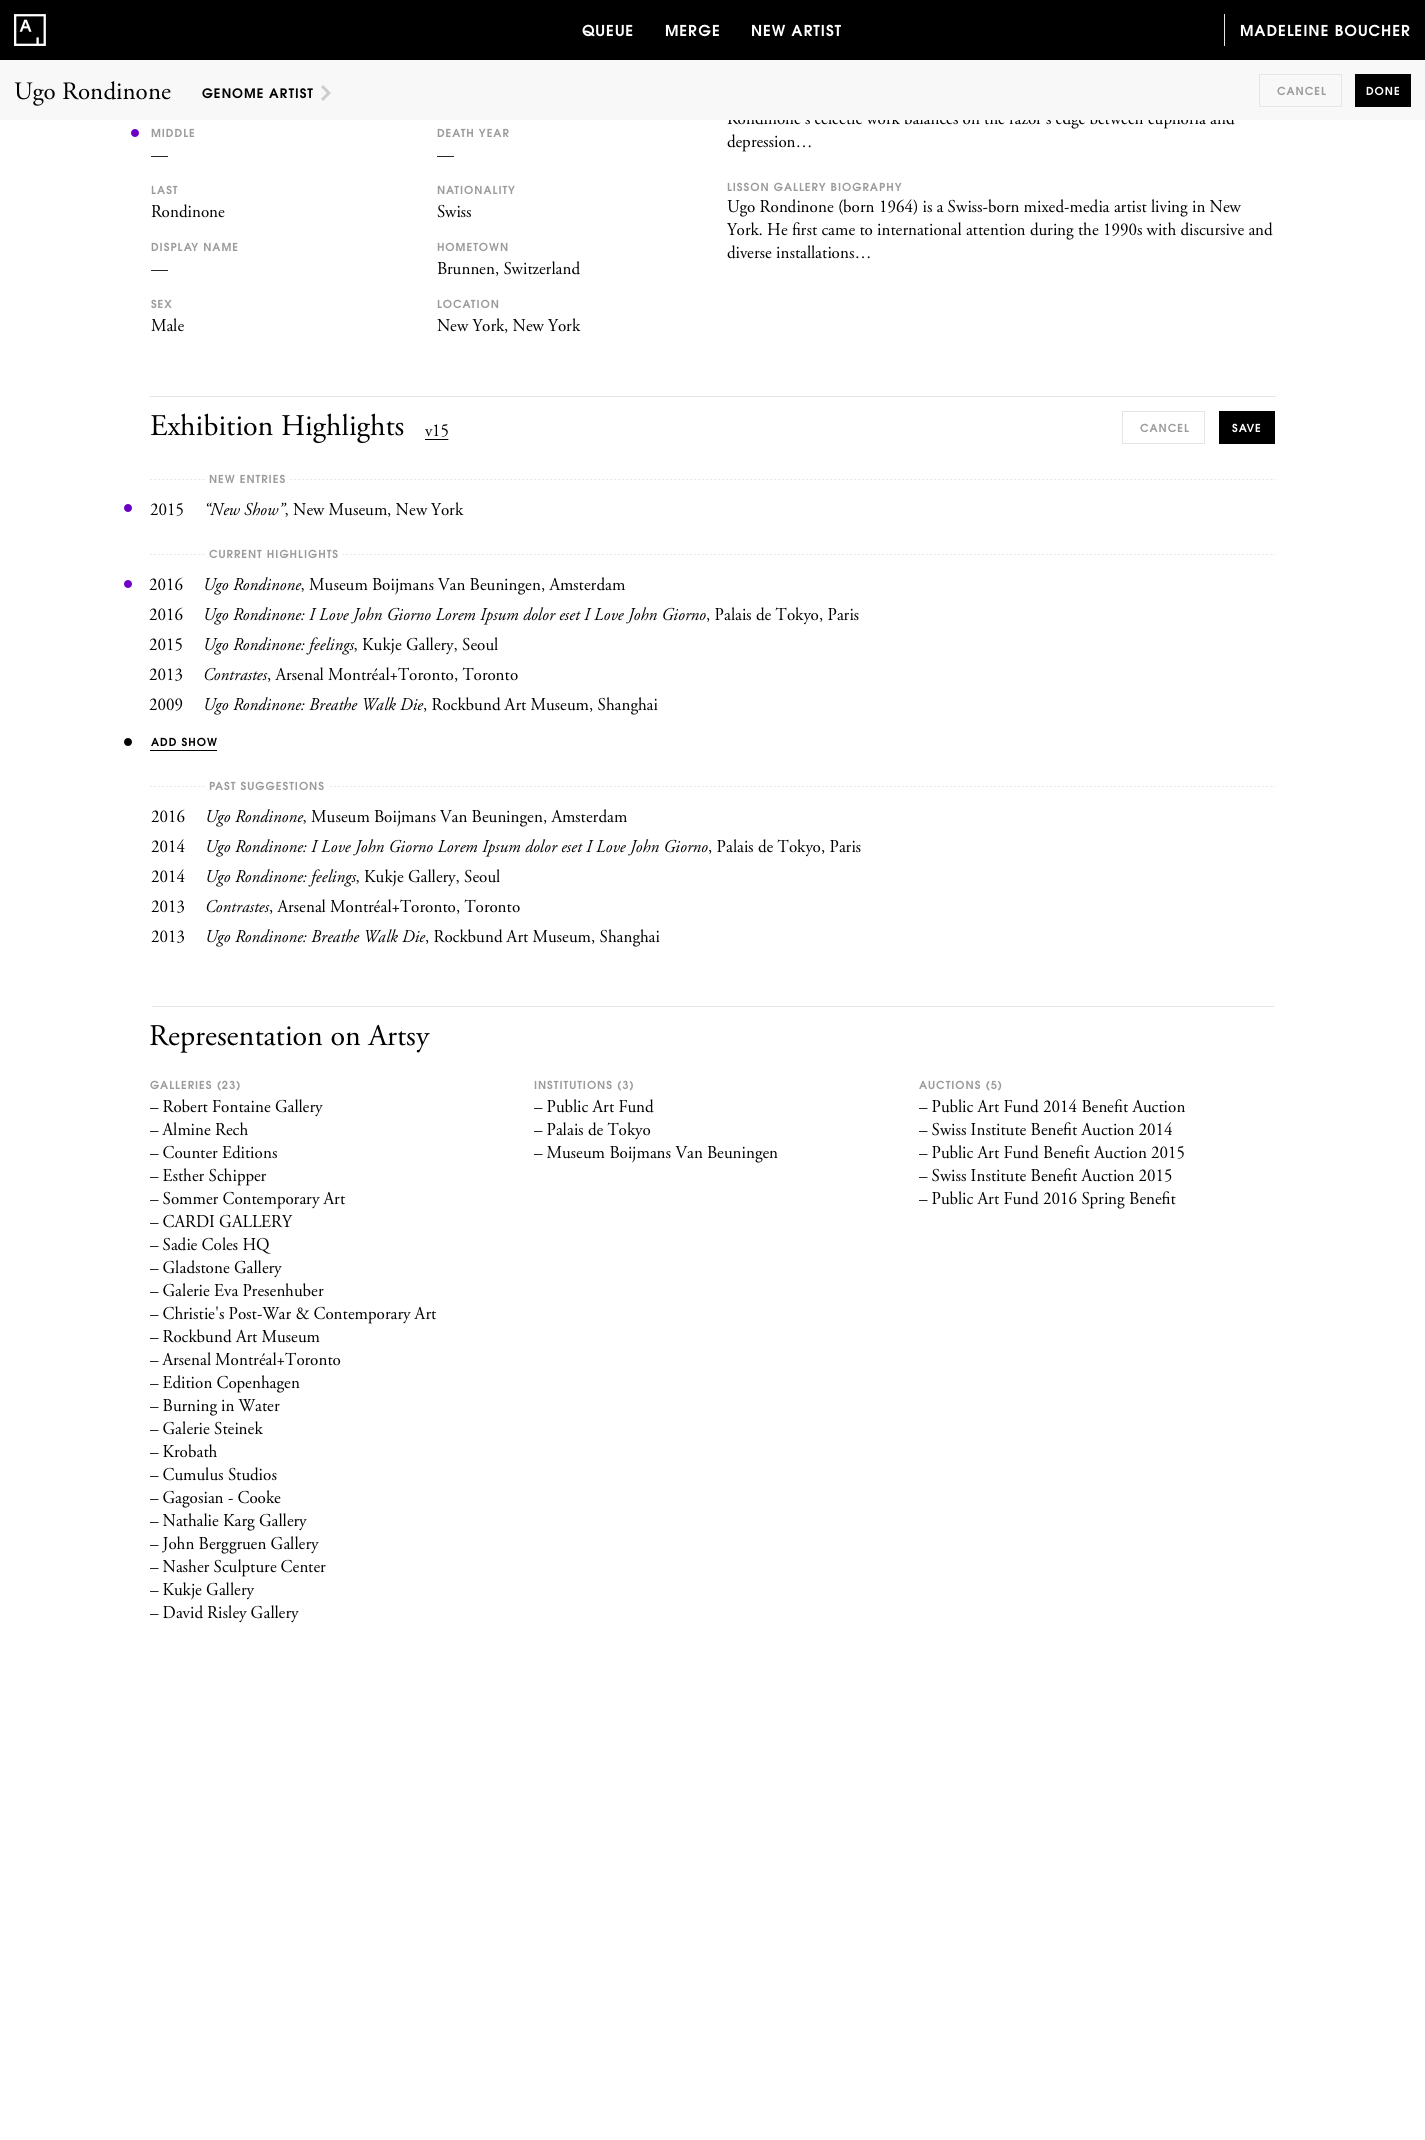 A
QUEUE MERGE NEW ARTIST
MADELEINE BOUCHER
Ugo Rondinone
GENOME ARTIST
CANCEL
DONE
MIDDLE
—
LAST
Rondinone
DISPLAY NAME
—
SEX
Male
DEATH YEAR
—
NATIONALITY
Swiss
HOMETOWN
Brunnen, Switzerland
LOCATION
New York, New York
Rondinone's eclectic work balances on the razor's edge between euphoria and
depression…
LISSON GALLERY BIOGRAPHY
Ugo Rondinone (born 1964) is a Swiss-born mixed-media artist living in New
York. He first came to international attention during the 1990s with discursive and
diverse installations…
Exhibition Highlights v15
CANCEL
SAVE
NEW ENTRIES
2015 “New Show”, New Museum, New York
CURRENT HIGHLIGHTS
2016 Ugo Rondinone, Museum Boijmans Van Beuningen, Amsterdam
2016 Ugo Rondinone: I Love John Giorno Lorem Ipsum dolor eset I Love John Giorno, Palais de Tokyo, Paris
2015 Ugo Rondinone: feelings, Kukje Gallery, Seoul
2013 Contrastes, Arsenal Montréal+Toronto, Toronto
2009 Ugo Rondinone: Breathe Walk Die, Rockbund Art Museum, Shanghai
ADD SHOW
PAST SUGGESTIONS
2016 Ugo Rondinone, Museum Boijmans Van Beuningen, Amsterdam
2014 Ugo Rondinone: I Love John Giorno Lorem Ipsum dolor eset I Love John Giorno, Palais de Tokyo, Paris
2014 Ugo Rondinone: feelings, Kukje Gallery, Seoul
2013 Contrastes, Arsenal Montréal+Toronto, Toronto
2013 Ugo Rondinone: Breathe Walk Die, Rockbund Art Museum, Shanghai
Representation on Artsy
GALLERIES (23)
– Robert Fontaine Gallery
– Almine Rech
– Counter Editions
– Esther Schipper
– Sommer Contemporary Art
– CARDI GALLERY
– Sadie Coles HQ
– Gladstone Gallery
– Galerie Eva Presenhuber
– Christie's Post-War & Contemporary Art
– Rockbund Art Museum
– Arsenal Montréal+Toronto
– Edition Copenhagen
– Burning in Water
– Galerie Steinek
– Krobath
– Cumulus Studios
– Gagosian - Cooke
– Nathalie Karg Gallery
– John Berggruen Gallery
– Nasher Sculpture Center
– Kukje Gallery
– David Risley Gallery
INSTITUTIONS (3)
– Public Art Fund
– Palais de Tokyo
– Museum Boijmans Van Beuningen
AUCTIONS (5)
– Public Art Fund 2014 Benefit Auction
– Swiss Institute Benefit Auction 2014
– Public Art Fund Benefit Auction 2015
– Swiss Institute Benefit Auction 2015
– Public Art Fund 2016 Spring Benefit